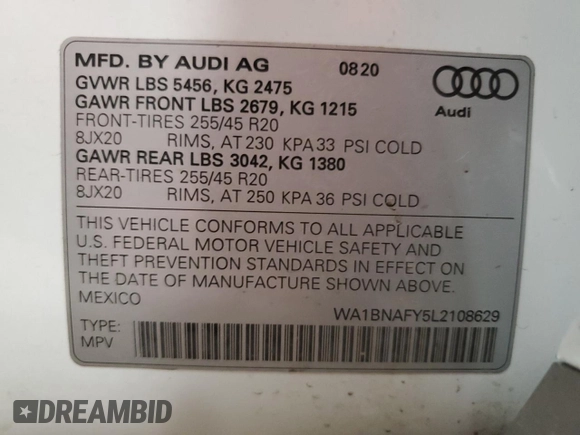 MFD. BY AUDI AG 0820
GVWR LBS 5456, KG 2475
GAWR FRONT LBS 2679, KG 1215
FRONT-TIRES 255/45 R20
8JX20 RIMS, AT 230 KPA 33 PSI COLD
GAWR REAR LBS 3042, KG 1380
REAR-TIRES 255/45 R20
8JX20 RIMS, AT 250 KPA 36 PSI COLD
Audi
THIS VEHICLE CONFORMS TO ALL APPLICABLE
U.S. FEDERAL MOTOR VEHICLE SAFETY AND
THEFT PREVENTION STANDARDS IN EFFECT ON
THE DATE OF MANUFACTURE SHOWN ABOVE.
MEXICO
WA1BNAFY5L2108629
TYPE:
MPV
DREAMBID